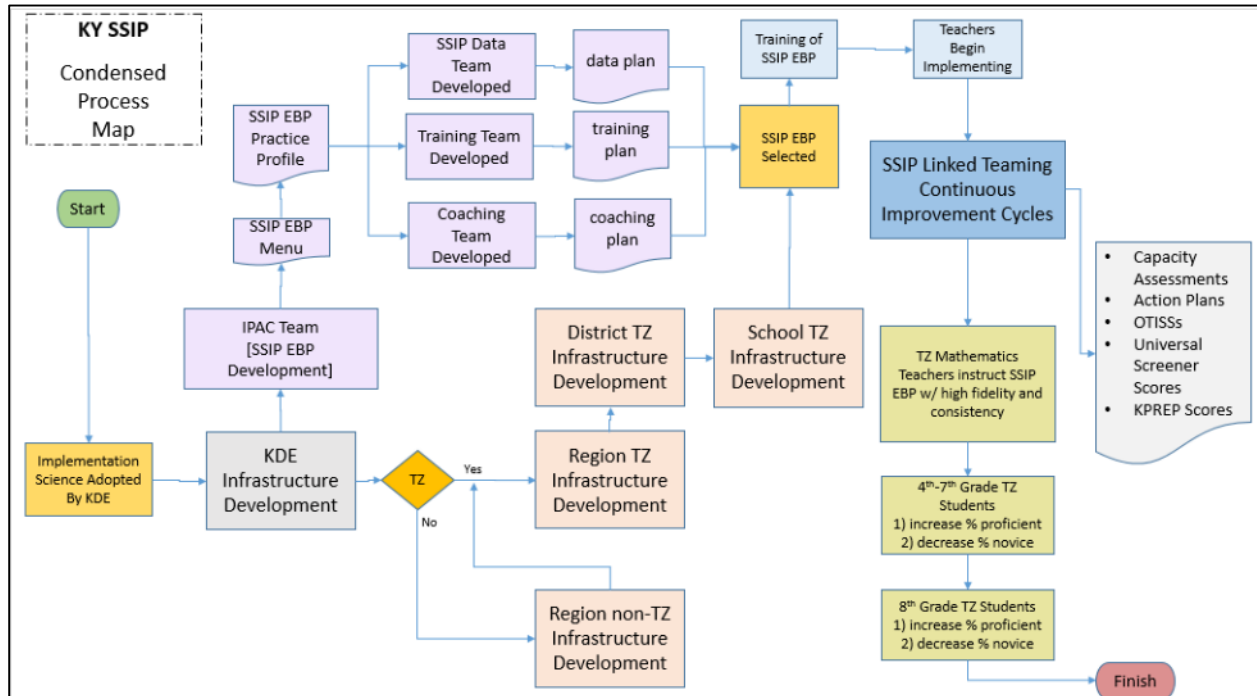 KY SSIP
Condensed
Process
Map
Start
Implementation
Science Adopted
By KDE
KDE
Infrastructure
Development
IPAC Team
[SSIP EBP
Development]
SSIP EBP
Menu
SSIP EBP
Practice
Profile
SSIP Data
Team
Developed
data plan
Training Team
Developed
training
plan
Coaching
Team
Developed
coaching
plan
TZ
Yes
No
Region non-TZ
Infrastructure
Development
Region TZ
Infrastructure
Development
District TZ
Infrastructure
Development
School TZ
Infrastructure
Development
SSIP EBP
Selected
Training of
SSIP EBP
Teachers
Begin
Implementing
SSIP Linked Teaming
Continuous
Improvement Cycles
• Capacity
Assessments
• Action Plans
• OTISSs
• Universal
Screener
Scores
• KPREP Scores
TZ Mathematics
Teachers instruct SSIP
EBP w/ high fidelity and
consistency
4th-7th Grade TZ
Students
1) increase % proficient
2) decrease % novice
8th Grade TZ Students
1) increase % proficient
2) decrease % novice
Finish